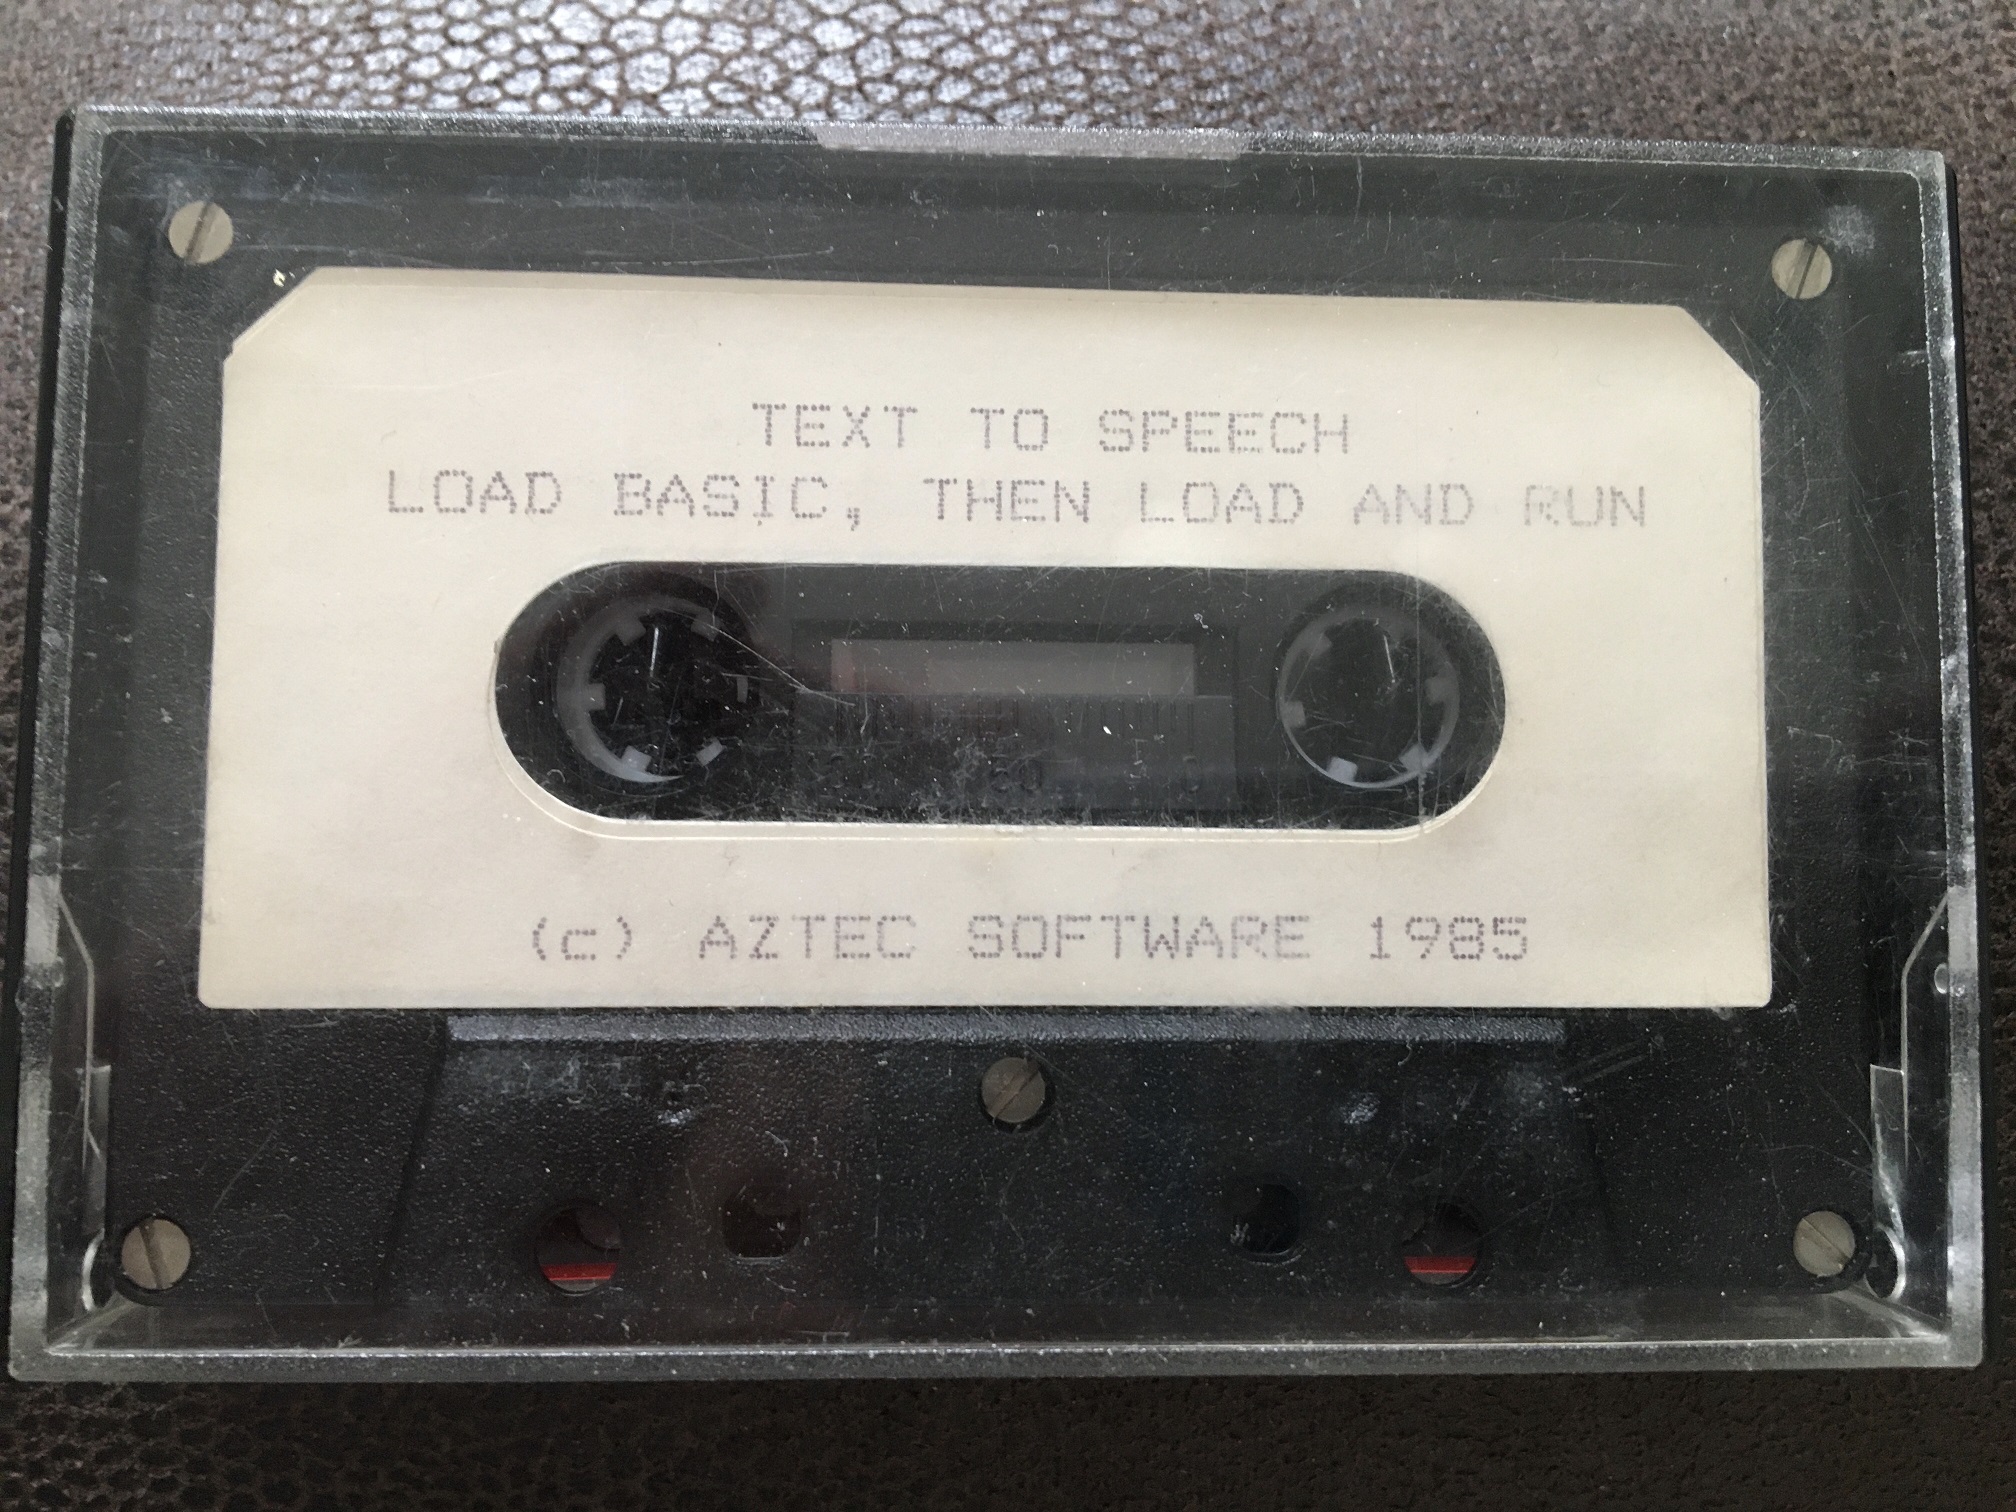 TEXT TO SPEECH
LOAD BASIC, THEN LOAD AND RUN
(c) AZTEC SOFTWARE 1985